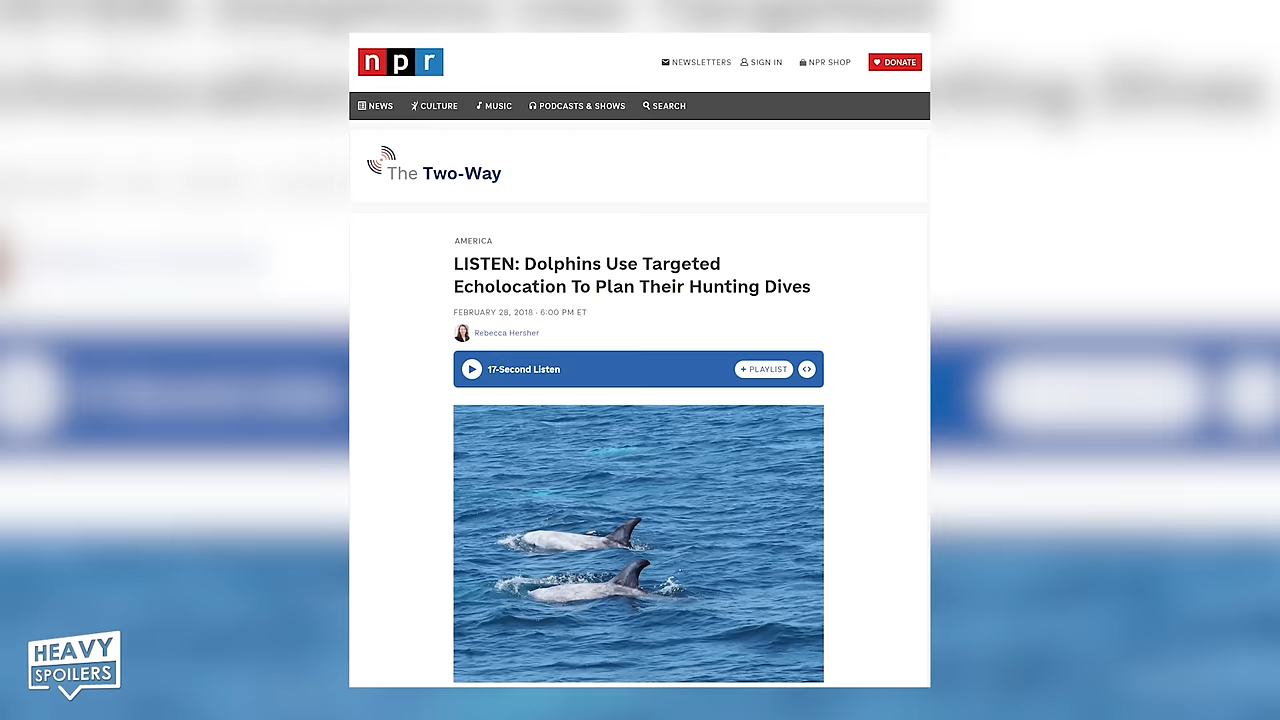 npr
NEWSLETTERS SIGN IN NPR SHOP DONATE
NEWS CULTURE MUSIC PODCASTS & SHOWS SEARCH
The Two-Way
AMERICA
LISTEN: Dolphins Use Targeted
Echolocation To Plan Their Hunting Dives
FEBRUARY 28, 2018 · 6:00 PM ET
Rebecca Hersher
17-Second Listen + PLAYLIST <>
HEAVY
SPOILERS